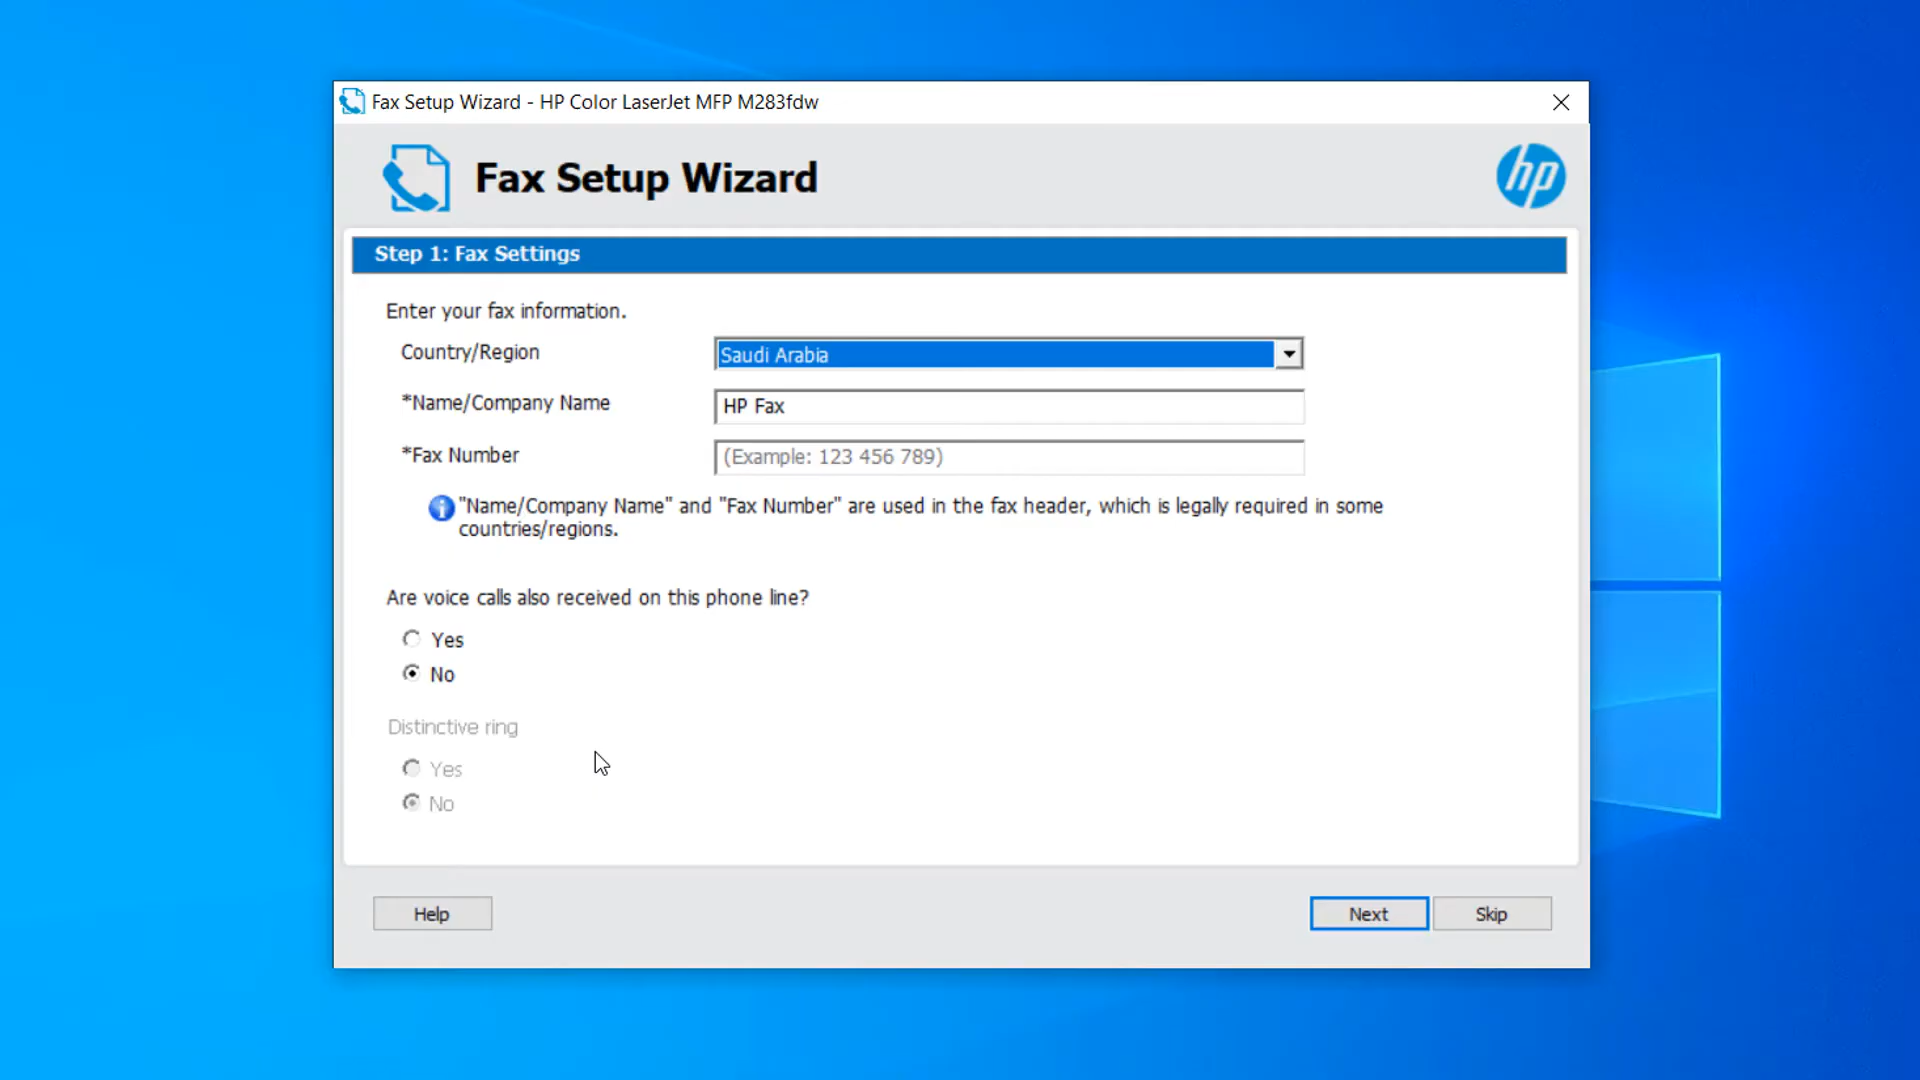 Fax Setup Wizard - HP Color LaserJet MFP M283fdw
Fax Setup Wizard
hp
Step 1: Fax Settings
Enter your fax information.
Country/Region
Saudi Arabia
*Name/Company Name
HP Fax
*Fax Number
(Example: 123 456 789)
"Name/Company Name" and "Fax Number" are used in the fax header, which is legally required in some
countries/regions.
Are voice calls also received on this phone line?
Yes
No
Distinctive ring
Yes
No
Help
Next
Skip